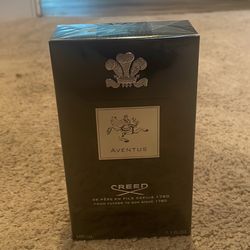 AVENTUS
CREED
DE PÈRE EN FILS DEPUIS 1760
FROM FATHER TO SON SINCE 1760